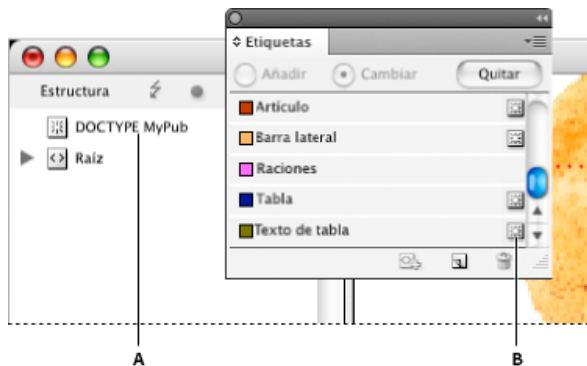 Etiquetas
Añadir Cambiar Quitar
Estructura
DOCTYPE MyPub
Raíz
Artículo
Barra lateral
Raciones
Tabla
Texto de tabla
A B